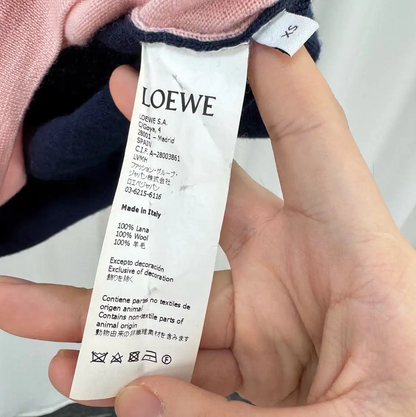 XS
LOEWE
LOEWE S.A.
C/Goya, 4
28001 - Madrid
SPAIN
C.I.F. A-28003861
LVMH
ファッション・グループ・
ジャパン株式会社
ロエベジャパン
03-6215-6116
Made in Italy
100% Lana
100% Wool
100% 羊毛
Excepto decoración
Exclusive of decoration
飾りを除く
Contiene parts no textiles de
origen animal
Contains non-textile parts of
animal origin
動物由来の非繊維素材を含みます
F